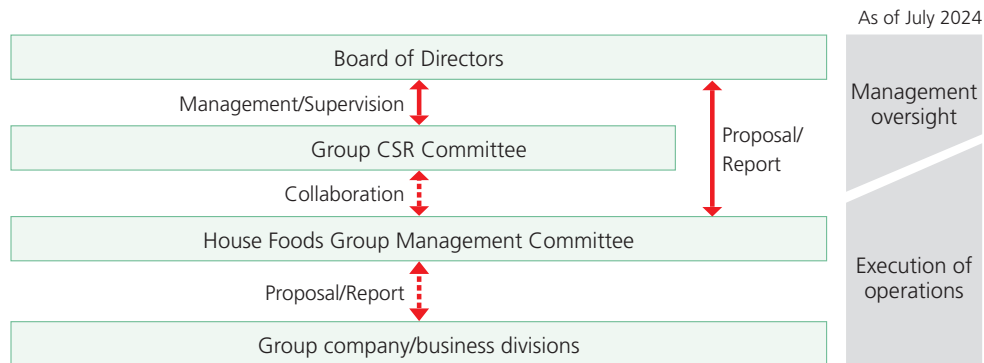 As of July 2024
Board of Directors
Management/Supervision
Group CSR Committee
Collaboration
Proposal/
Report
House Foods Group Management Committee
Proposal/Report
Group company/business divisions
Management
oversight
Execution of
operations